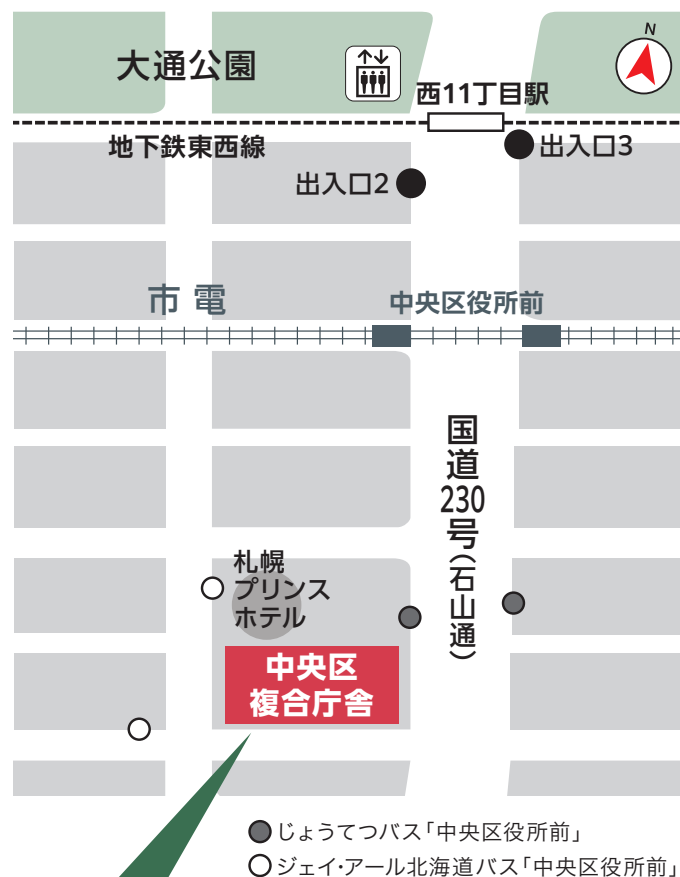 N
大通公園
西11丁目駅
地下鉄東西線
出入口3
出入口2
市電
中央区役所前
国道230号(石山通)
札幌
プリンス
ホテル
中央区
複合庁舎
じょうてつバス「中央区役所前」
ジェイ・アール北海道バス「中央区役所前」